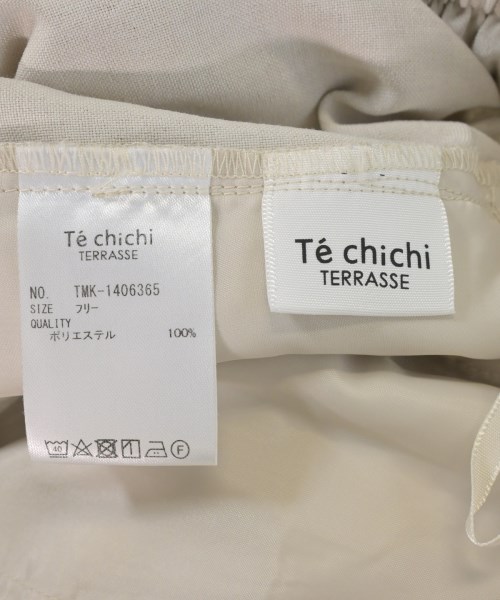 Té chichi
TERRASSE
NO. TMK-1406365
SIZE フリー
QUALITY
ポリエステル 100%
40 F
Té chichi
TERRASSE